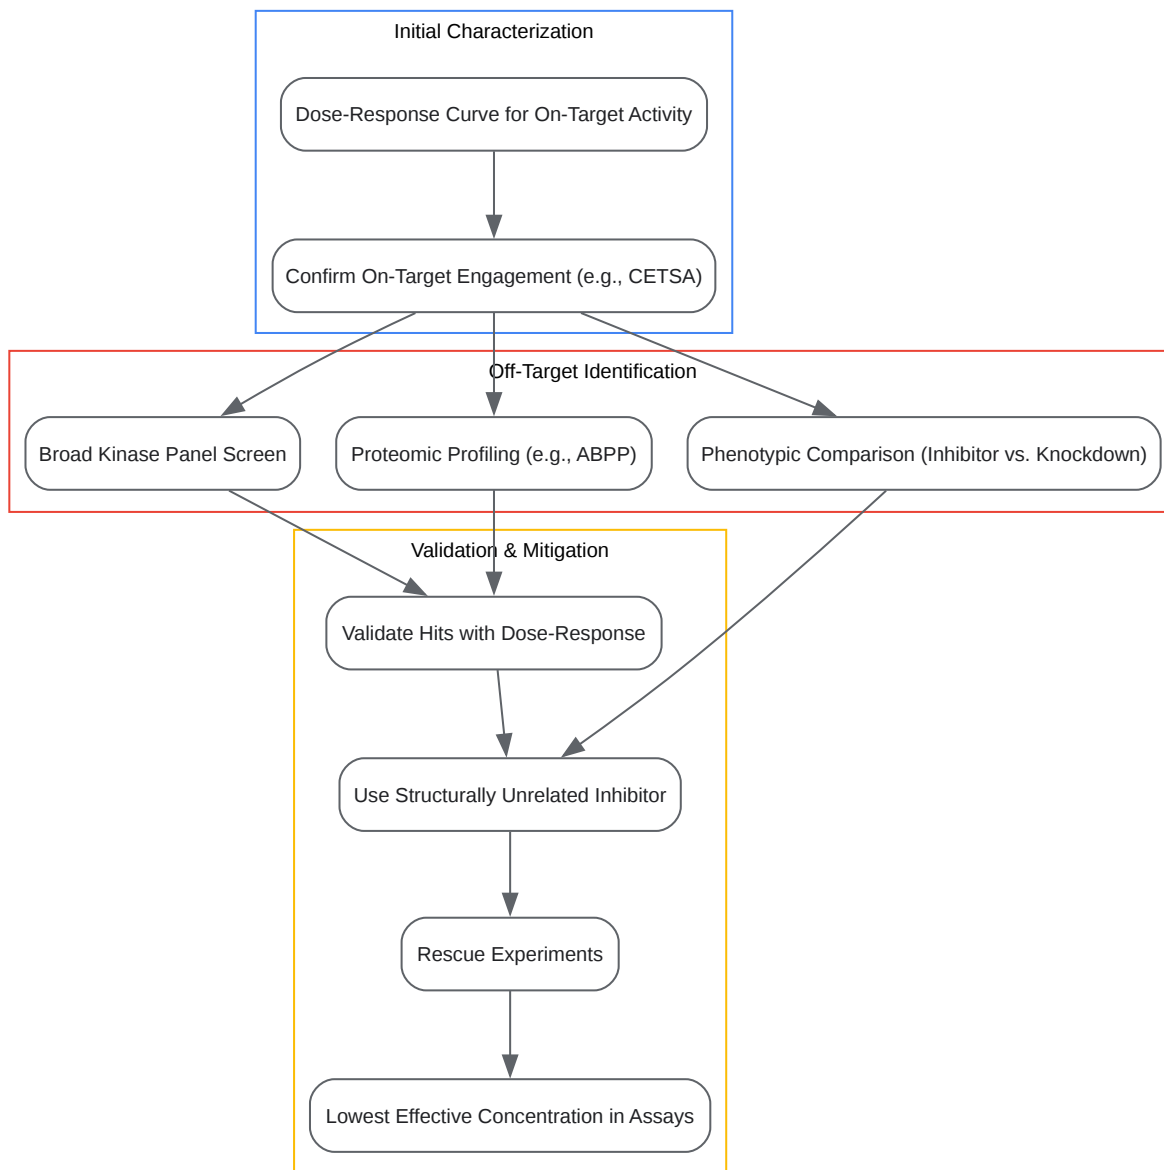 Initial Characterization
Dose-Response Curve for On-Target Activity
Confirm On-Target Engagement (e.g., CETSA)
Off-Target Identification
Broad Kinase Panel Screen
Proteomic Profiling (e.g., ABPP)
Phenotypic Comparison (Inhibitor vs. Knockdown)
Validation & Mitigation
Validate Hits with Dose-Response
Use Structurally Unrelated Inhibitor
Rescue Experiments
Lowest Effective Concentration in Assays